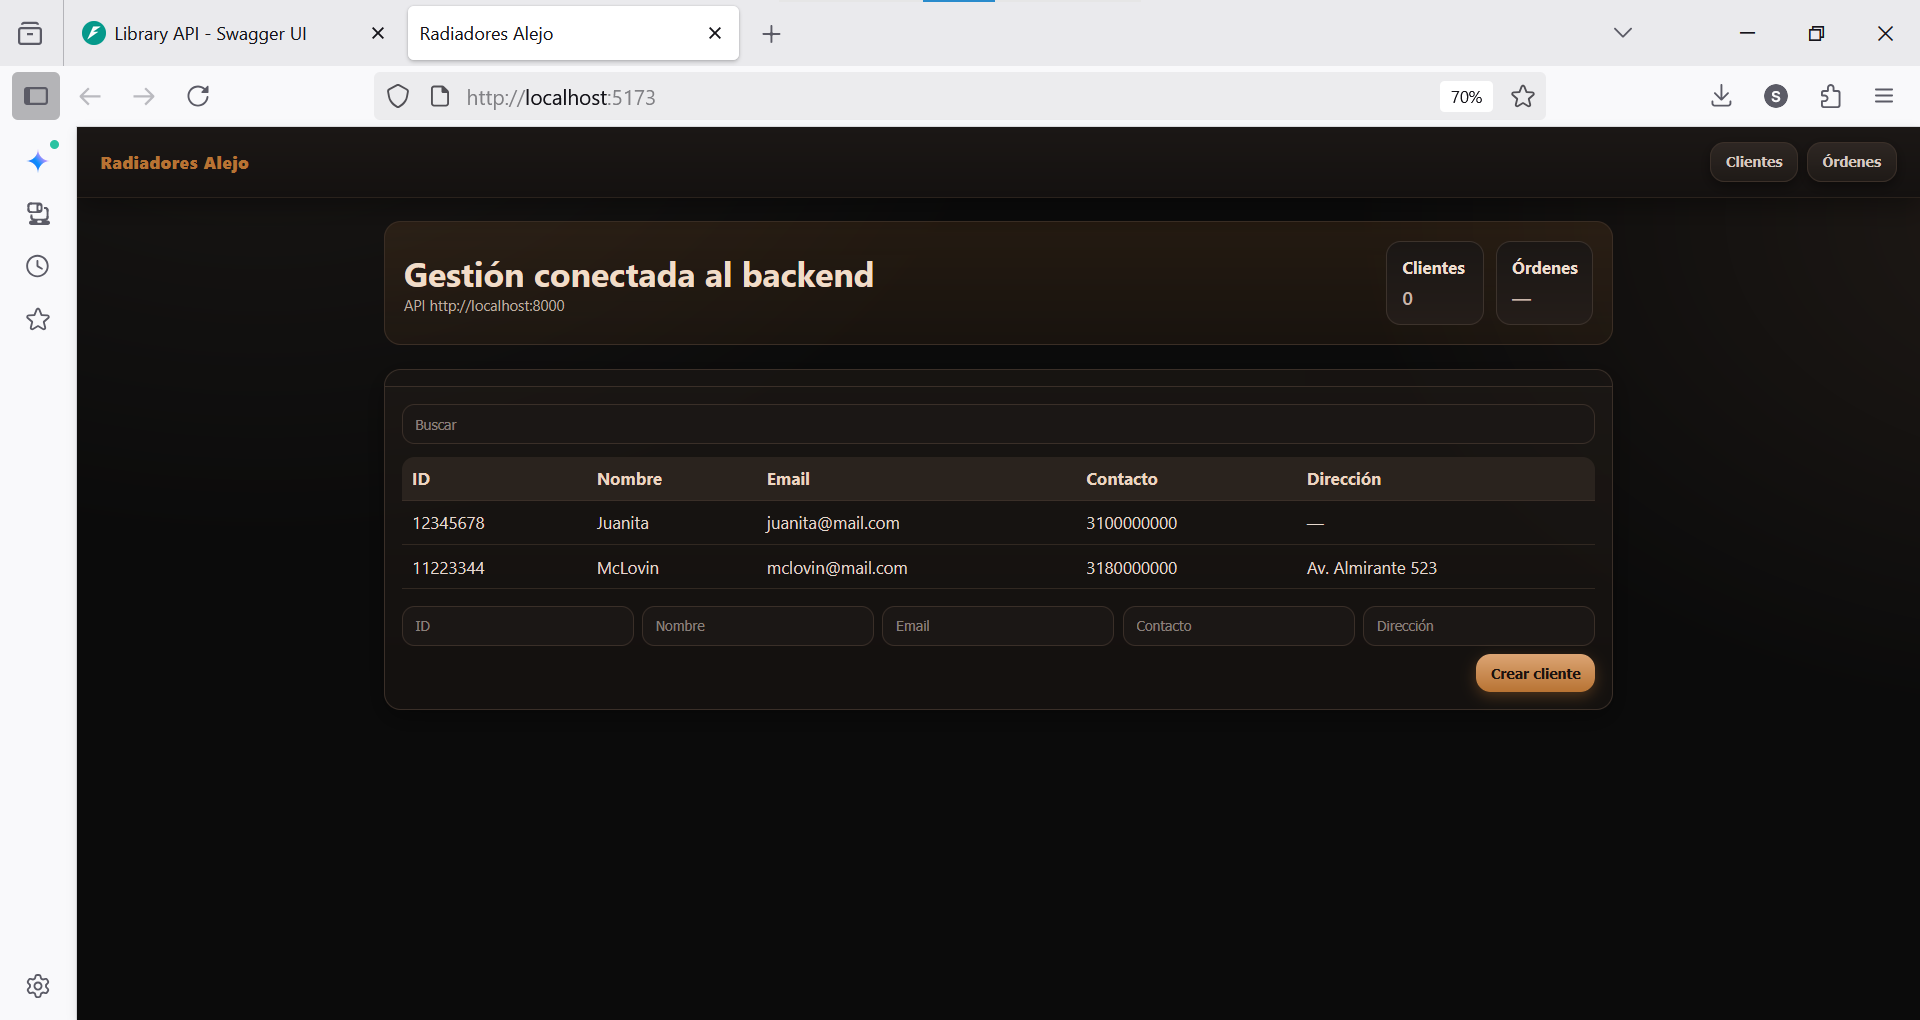 Library API - Swagger UI
Radiadores Alejo
http://localhost:5173
70%
S
Radiadores Alejo
Clientes
Órdenes
Gestión conectada al backend
API http://localhost:8000
Clientes
0
Órdenes
—
Buscar
ID Nombre Email Contacto Dirección
12345678 Juanita juanita@mail.com 3100000000 —
11223344 McLovin mclovin@mail.com 3180000000 Av. Almirante 523
ID Nombre Email Contacto Dirección
Crear cliente